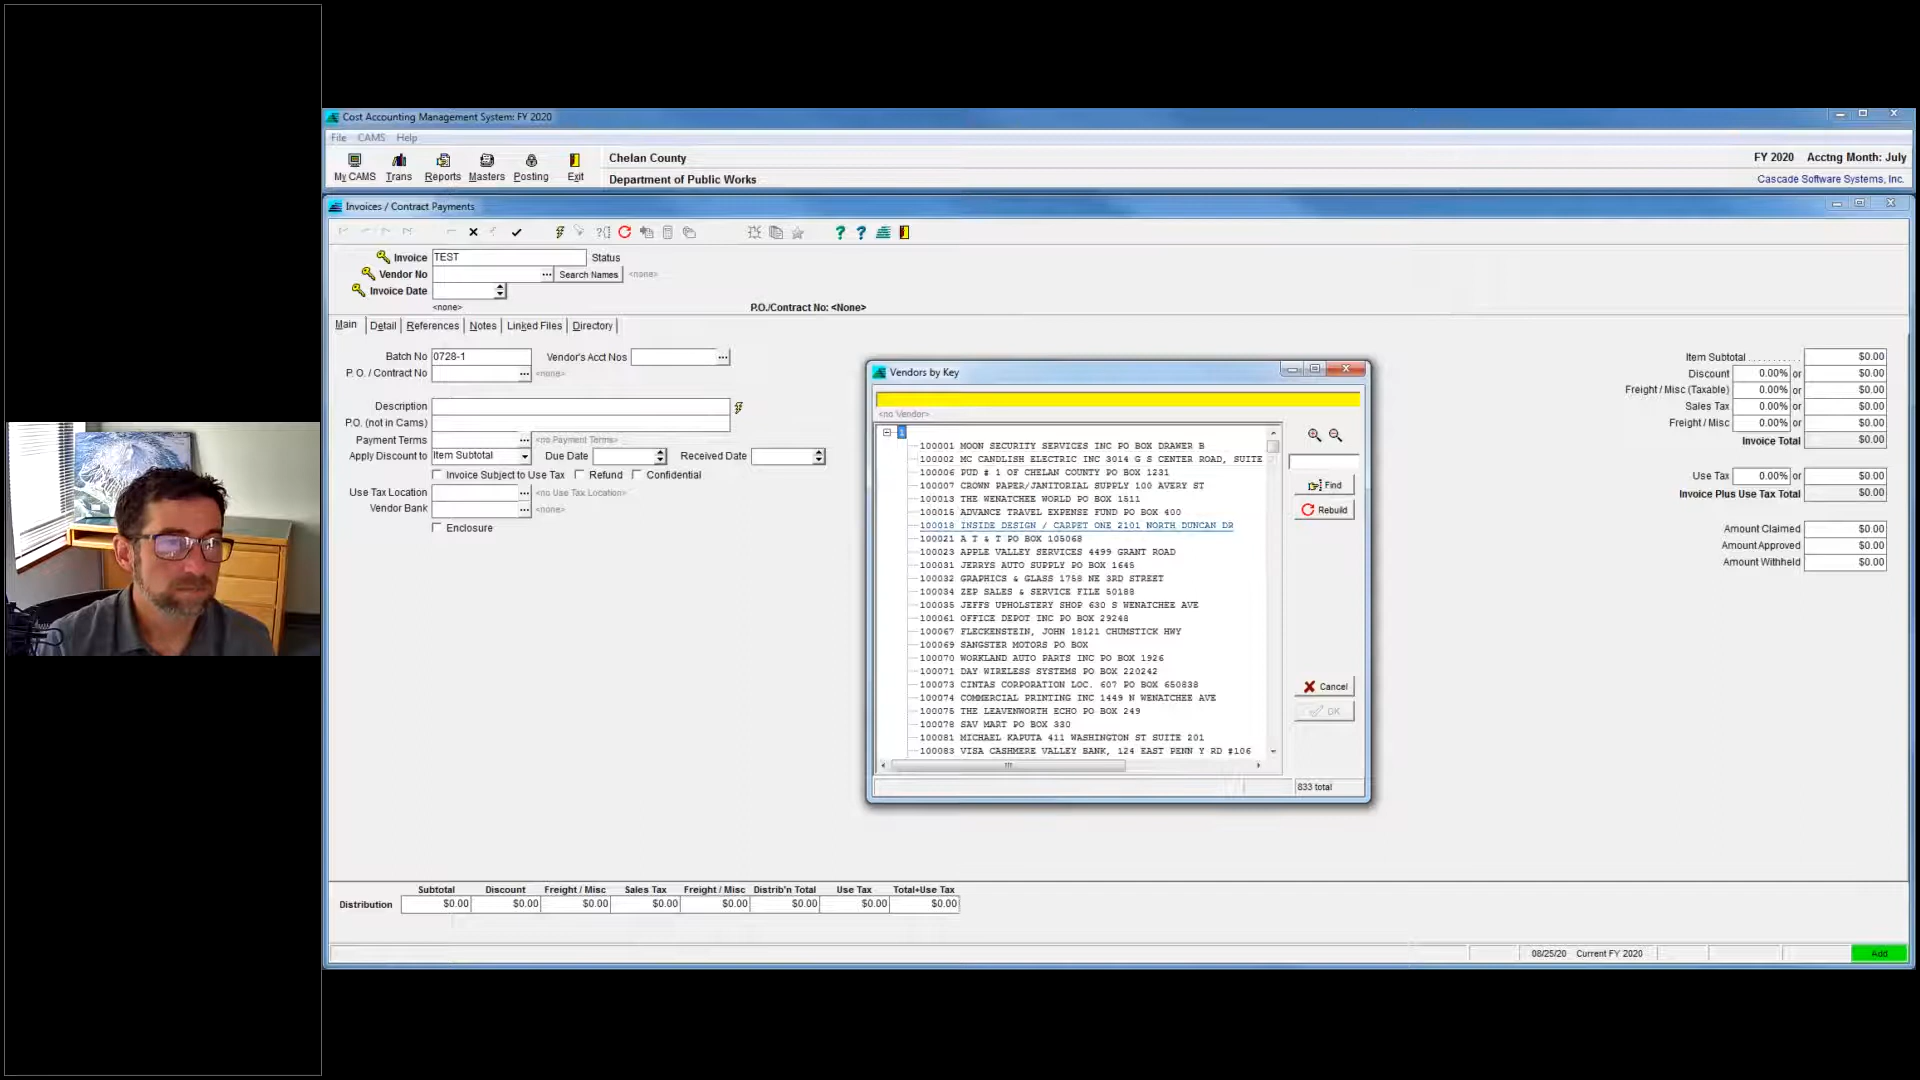 Cost Accounting Management System: FY 2020
File CAMS Help
My CAMS Trans Reports Masters Posting Exit
Chelan County
Department of Public Works
FY 2020 Acctng Month: July
Cascade Software Systems, Inc.
Invoices / Contract Payments
Invoice TEST Status
Vendor No Search Names <none>
Invoice Date
<none>
P.O./Contract No: <None>
Main Detail References Notes Linked Files Directory
Batch No 0728-1 Vendor's Acct Nos
P. O. / Contract No <none>
Description
P.O. (not in Cams)
Payment Terms <no Payment Terms>
Apply Discount to Item Subtotal Due Date Received Date
Invoice Subject to Use Tax Refund Confidential
Use Tax Location <no Use Tax Location>
Vendor Bank <none>
Enclosure
Vendors by Key
<no Vendor>
1
100001 MOON SECURITY SERVICES INC PO BOX DRAWER B
100002 MC CANDLISH ELECTRIC INC 3014 G S CENTER ROAD, SUITE
100006 PUD # 1 OF CHELAN COUNTY PO BOX 1231
100007 CROWN PAPER/JANITORIAL SUPPLY 100 AVERY ST
100013 THE WENATCHEE WORLD PO BOX 1511
100015 ADVANCE TRAVEL EXPENSE FUND PO BOX 400
100018 INSIDE DESIGN / CARPET ONE 2101 NORTH DUNCAN DR
100021 A T & T PO BOX 105068
100023 APPLE VALLEY SERVICES 4499 GRANT ROAD
100031 JERRYS AUTO SUPPLY PO BOX 1645
100032 GRAPHICS & GLASS 1758 NE 3RD STREET
100034 ZEP SALES & SERVICE FILE 50188
100035 JEFFS UPHOLSTERY SHOP 630 S WENATCHEE AVE
100061 OFFICE DEPOT INC PO BOX 29248
100067 FLECKENSTEIN, JOHN 18121 CHUMSTICK HWY
100069 SANGSTER MOTORS PO BOX
100070 WORKLAND AUTO PARTS INC PO BOX 1926
100071 DAY WIRELESS SYSTEMS PO BOX 220242
100073 CINTAS CORPORATION LOC. 607 PO BOX 650838
100074 COMMERCIAL PRINTING INC 1449 N WENATCHEE AVE
100075 THE LEAVENWORTH ECHO PO BOX 249
100078 SAV MART PO BOX 330
100081 MICHAEL KAPUTA 411 WASHINGTON ST SUITE 201
100083 VISA CASHMERE VALLEY BANK, 124 EAST PENN Y RD #106
Find
Rebuild
Cancel
OK
833 total
Item Subtotal $0.00
Discount 0.00% or $0.00
Freight / Misc (Taxable) 0.00% or $0.00
Sales Tax 0.00% or $0.00
Freight / Misc 0.00% or $0.00
Invoice Total $0.00
Use Tax 0.00% or $0.00
Invoice Plus Use Tax Total $0.00
Amount Claimed $0.00
Amount Approved $0.00
Amount Withheld $0.00
Subtotal Discount Freight / Misc Sales Tax Freight / Misc Distrib'n Total Use Tax Total+Use Tax
Distribution $0.00 $0.00 $0.00 $0.00 $0.00 $0.00 $0.00 $0.00
08/25/20 Current FY 2020 Add